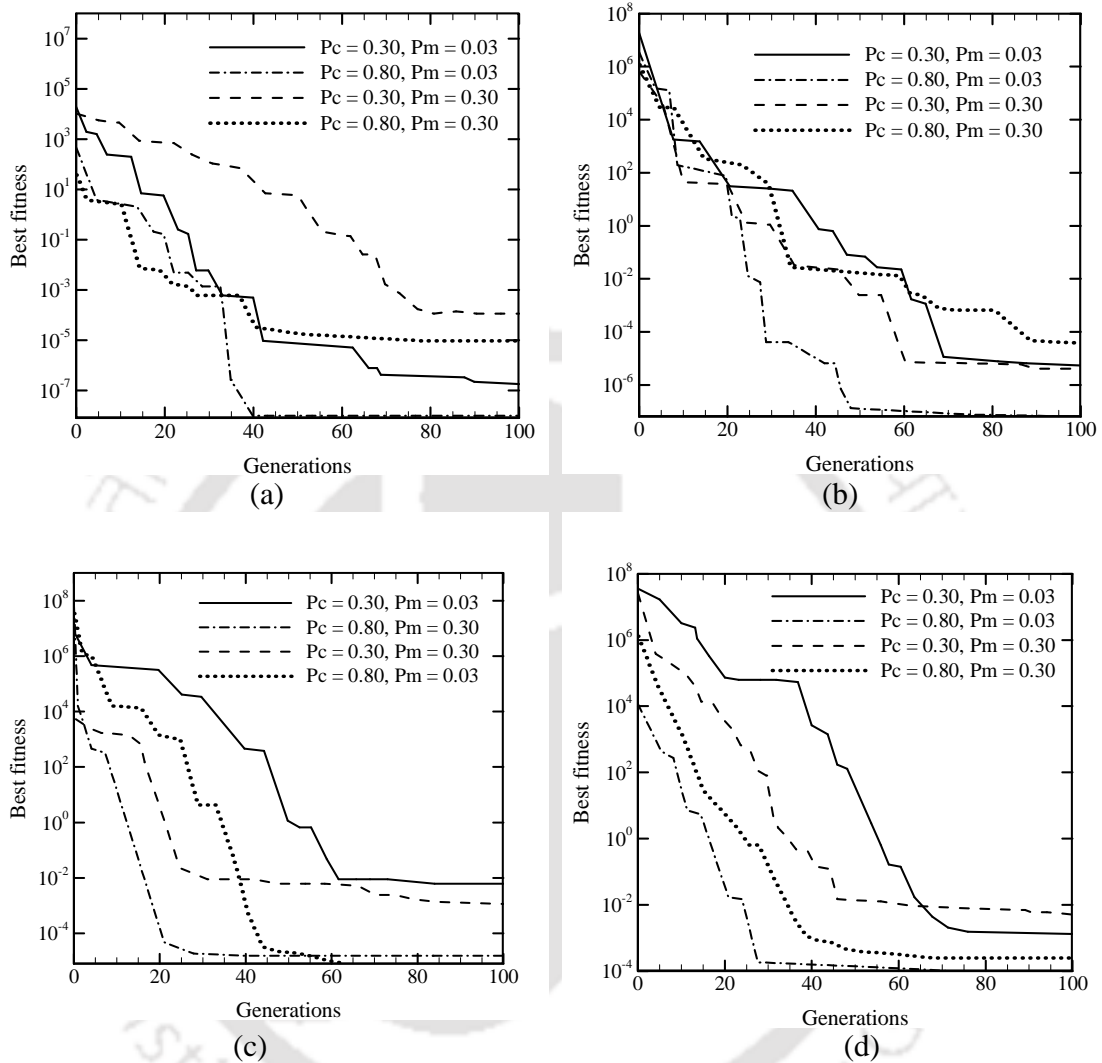 10^7
10^5
10^3
10^1
10^-1
10^-3
10^-5
10^-7
Best fitness
0 20 40 60 80 100
Generations
Pc = 0.30, Pm = 0.03
Pc = 0.80, Pm = 0.03
Pc = 0.30, Pm = 0.30
Pc = 0.80, Pm = 0.30
(a)
10^8
10^6
10^4
10^2
10^0
10^-2
10^-4
10^-6
Best fitness
0 20 40 60 80 100
Generations
Pc = 0.30, Pm = 0.03
Pc = 0.80, Pm = 0.03
Pc = 0.30, Pm = 0.30
Pc = 0.80, Pm = 0.30
(b)
10^8
10^6
10^4
10^2
10^0
10^-2
10^-4
Best fitness
0 20 40 60 80 100
Generations
Pc = 0.30, Pm = 0.03
Pc = 0.80, Pm = 0.30
Pc = 0.30, Pm = 0.30
Pc = 0.80, Pm = 0.03
(c)
10^8
10^6
10^4
10^2
10^0
10^-2
10^-4
Best fitness
0 20 40 60 80 100
Generations
Pc = 0.30, Pm = 0.03
Pc = 0.80, Pm = 0.03
Pc = 0.30, Pm = 0.30
Pc = 0.80, Pm = 0.30
(d)